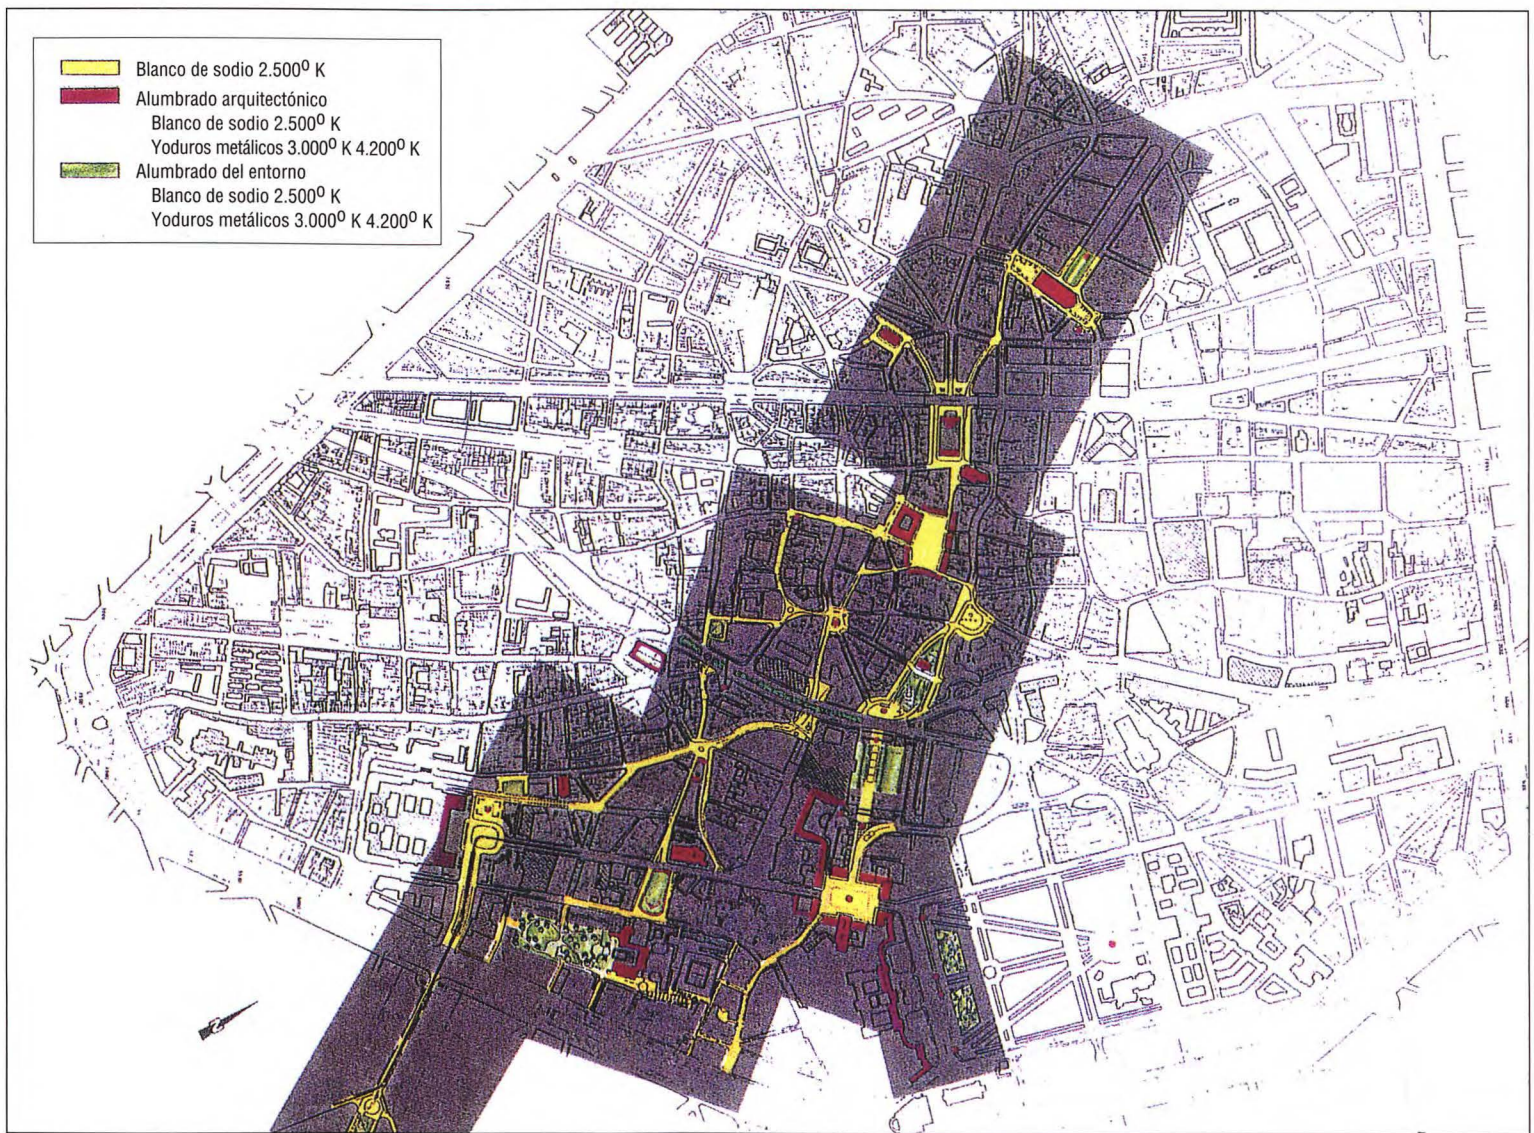 Blanco de sodio 2.500⁰ K
Alumbrado arquitectónico
Blanco de sodio 2.500⁰ K
Yoduros metálicos 3.000⁰ K 4.200⁰ K
Alumbrado del entorno
Blanco de sodio 2.500⁰ K
Yoduros metálicos 3.000⁰ K 4.200⁰ K